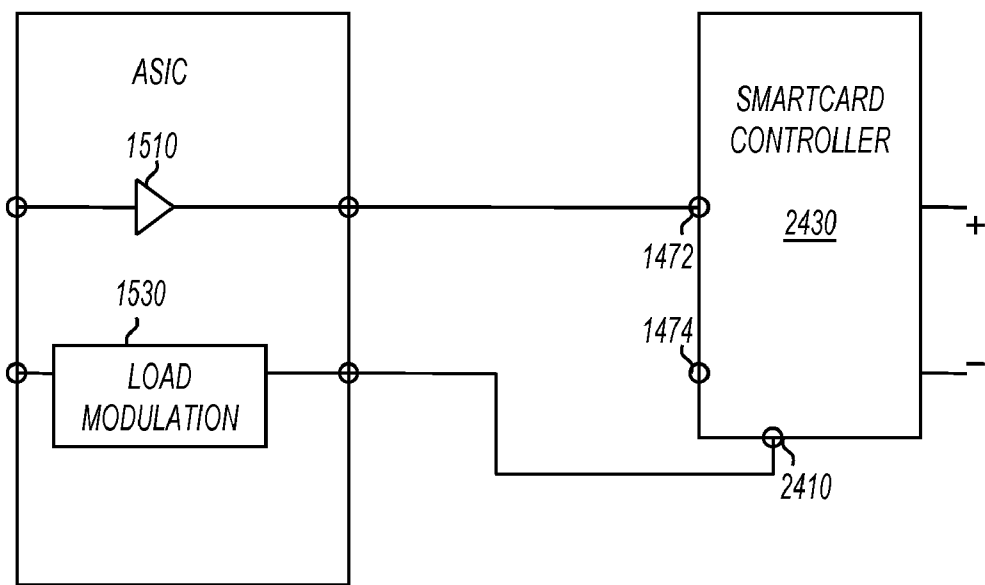 ASIC
1510
1530
LOAD
MODULATION
SMARTCARD
CONTROLLER
2430
1472
1474
2410
+
−